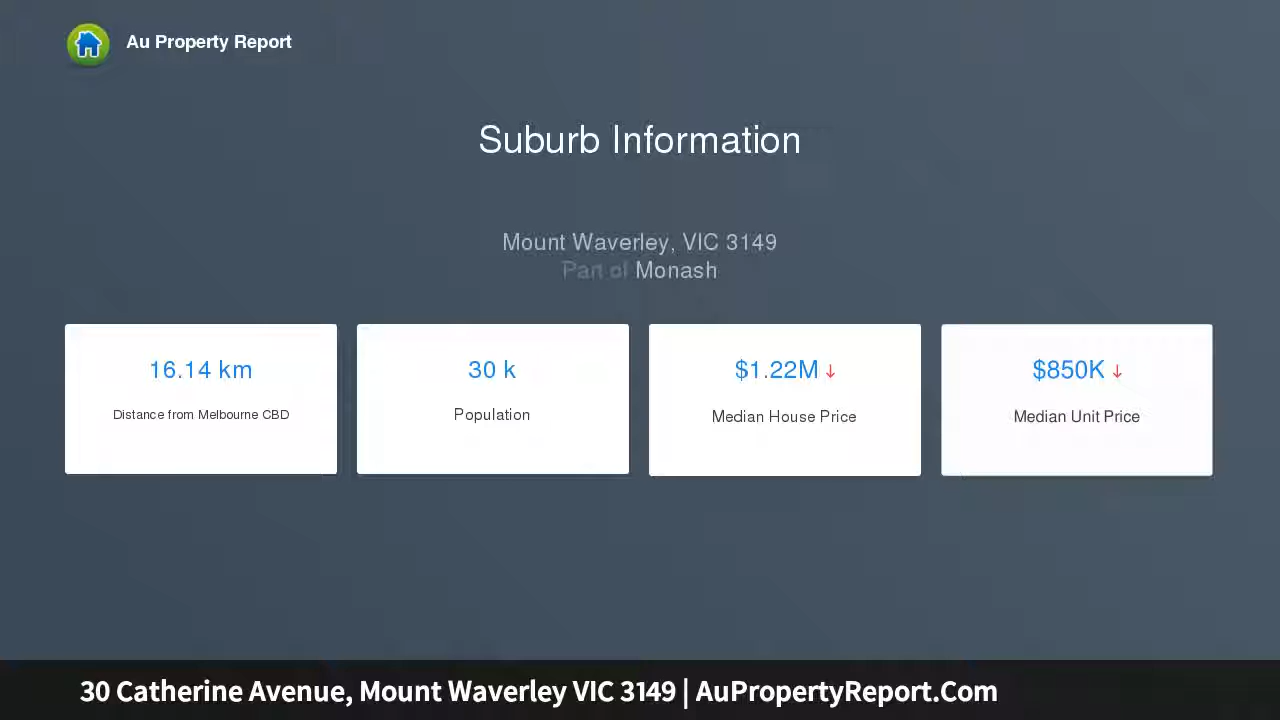 Au Property Report
Suburb Information
Mount Waverley, VIC 3149
Part of Monash
16.14 km
Distance from Melbourne CBD
30 k
Population
$1.22M ↓
Median House Price
$850K ↓
Median Unit Price
30 Catherine Avenue, Mount Waverley VIC 3149 | AuPropertyReport.Com